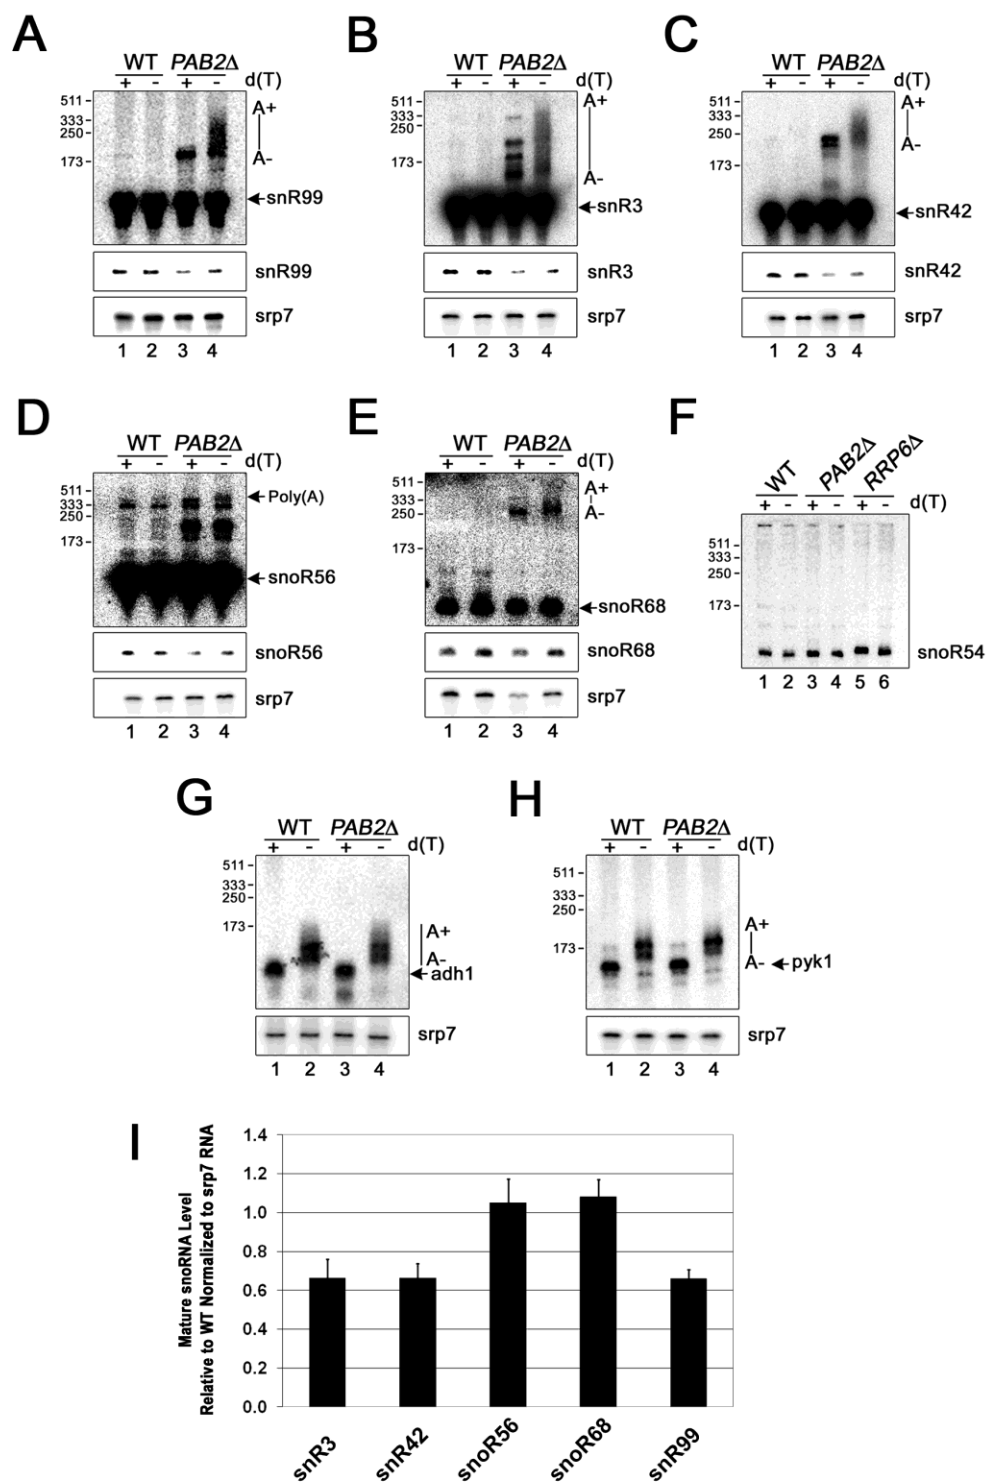 A
WT PAB2Δ
+ - + - d(T)
511
333
250
173
A+
A-
snR99
snR99
srp7
1 2 3 4
B
WT PAB2Δ
+ - + - d(T)
511
333
250
173
A+
A-
snR3
snR3
srp7
1 2 3 4
C
WT PAB2Δ
+ - + - d(T)
511
333
250
173
A+
A-
snR42
snR42
srp7
1 2 3 4
D
WT PAB2Δ
+ - + - d(T)
511
333
250
173
Poly(A)
snoR56
snoR56
srp7
1 2 3 4
E
WT PAB2Δ
+ - + - d(T)
511
333
250
173
A+
A-
snoR68
snoR68
srp7
1 2 3 4
F
WT PAB2Δ RRP6Δ
+ - + - + - d(T)
511
333
250
173
snoR54
1 2 3 4 5 6
G
WT PAB2Δ
+ - + - d(T)
511
333
250
173
A+
A-
adh1
srp7
1 2 3 4
H
WT PAB2Δ
+ - + - d(T)
511
333
250
173
A+
A-
pyk1
srp7
1 2 3 4
I
Mature snoRNA Level
Relative to WT Normalized to srp7 RNA
1.4
1.2
1.0
0.8
0.6
0.4
0.2
0.0
snR3
snR42
snoR56
snoR68
snR99